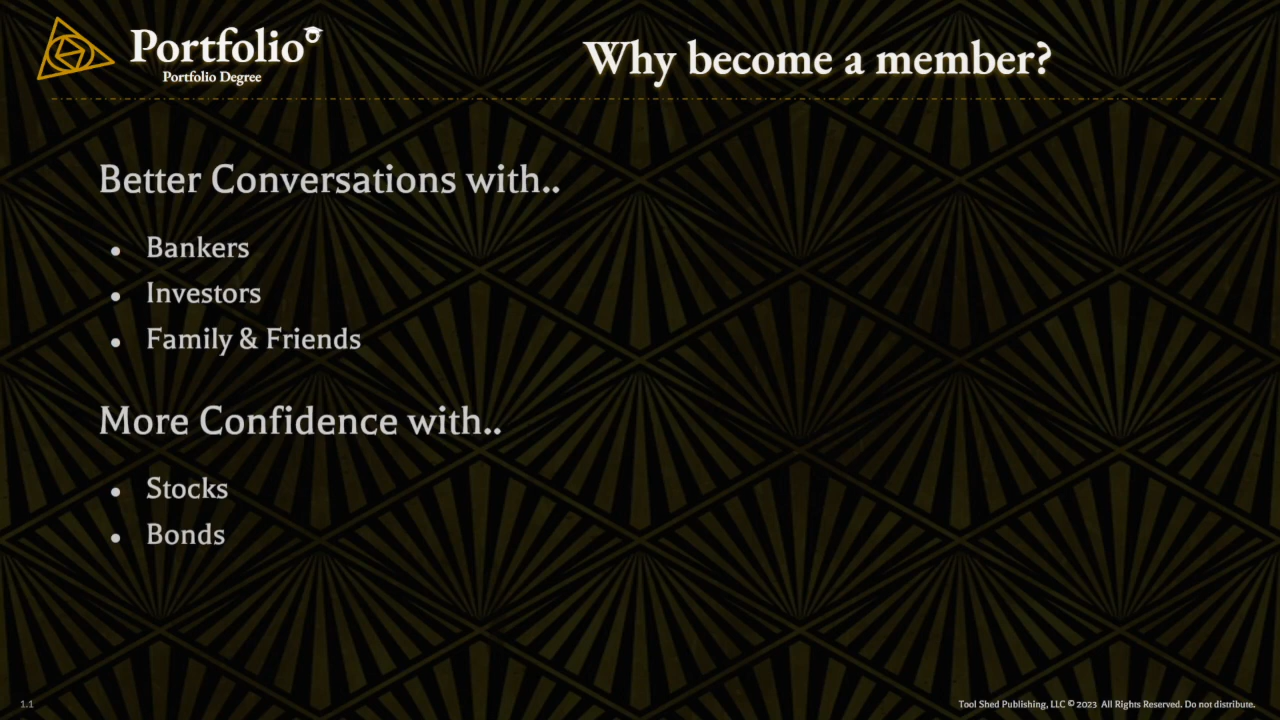 Portfolio
Portfolio Degree
Why become a member?
Better Conversations with..
• Bankers
• Investors
• Family & Friends
More Confidence with..
• Stocks
• Bonds
1.1
Tool Shed Publishing, LLC © 2023 All Rights Reserved. Do not distribute.